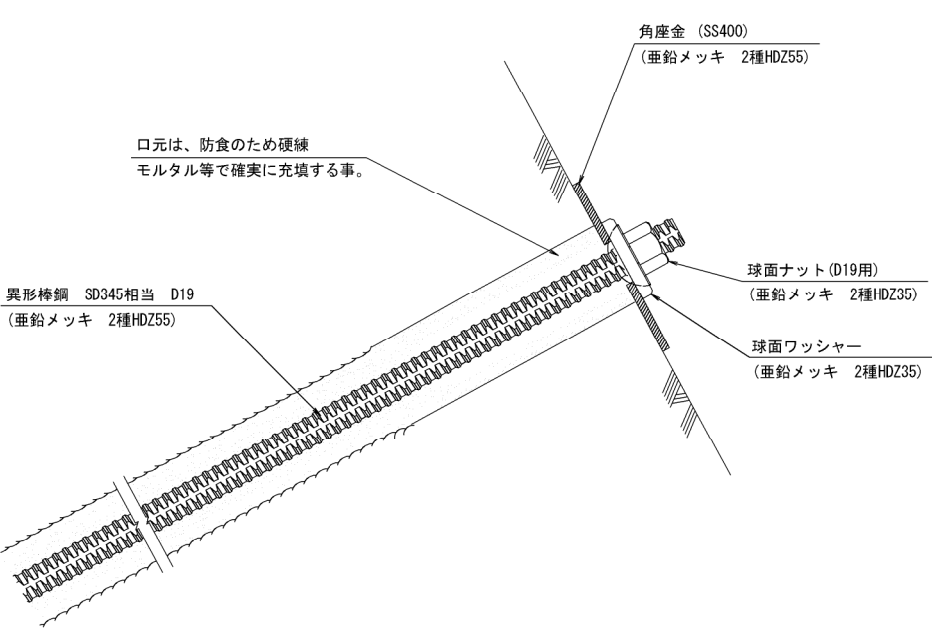 角座金 (SS400)
(亜鉛メッキ 2種HDZ55)
口元は、防食のため硬練
モルタル等で確実に充填する事。
球面ナット(D19用)
(亜鉛メッキ 2種HDZ35)
異形棒鋼 SD345相当 D19
(亜鉛メッキ 2種HDZ55)
球面ワッシャー
(亜鉛メッキ 2種HDZ35)